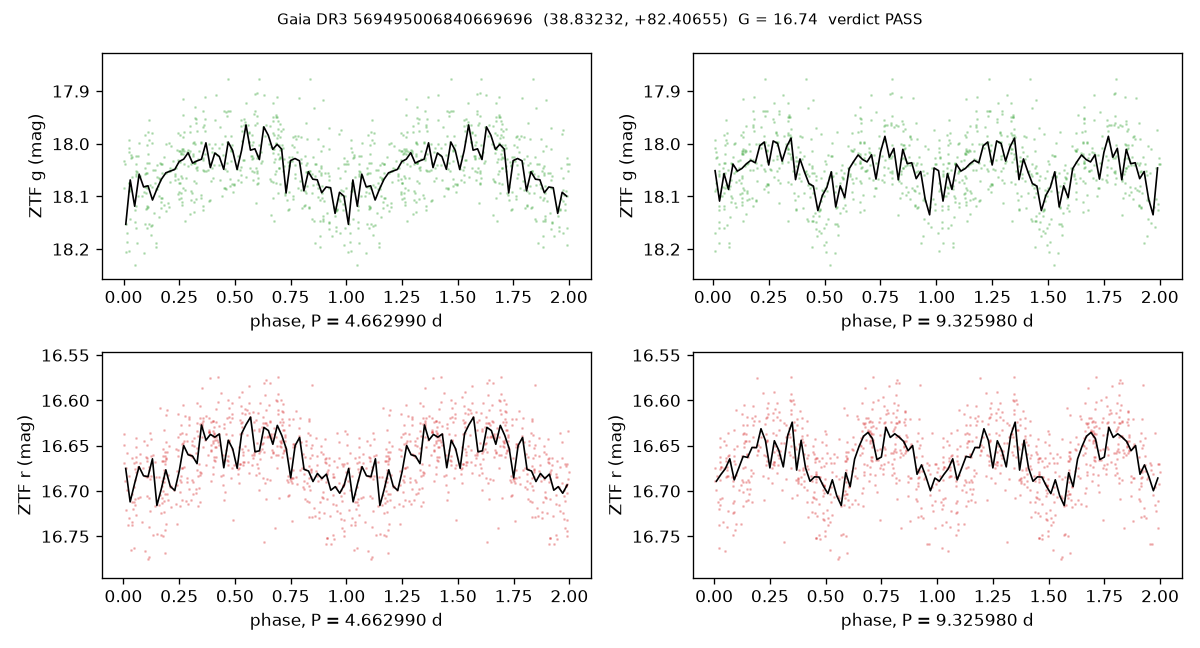 Gaia DR3 569495006840669696  (38.83232, +82.40655)  G = 16.74  verdict PASS
ZTF g (mag)
17.9
18.0
18.1
18.2
0.00 0.25 0.50 0.75 1.00 1.25 1.50 1.75 2.00
phase, P = 4.662990 d
ZTF g (mag)
17.9
18.0
18.1
18.2
0.00 0.25 0.50 0.75 1.00 1.25 1.50 1.75 2.00
phase, P = 9.325980 d
ZTF r (mag)
16.55
16.60
16.65
16.70
16.75
0.00 0.25 0.50 0.75 1.00 1.25 1.50 1.75 2.00
phase, P = 4.662990 d
ZTF r (mag)
16.55
16.60
16.65
16.70
16.75
0.00 0.25 0.50 0.75 1.00 1.25 1.50 1.75 2.00
phase, P = 9.325980 d